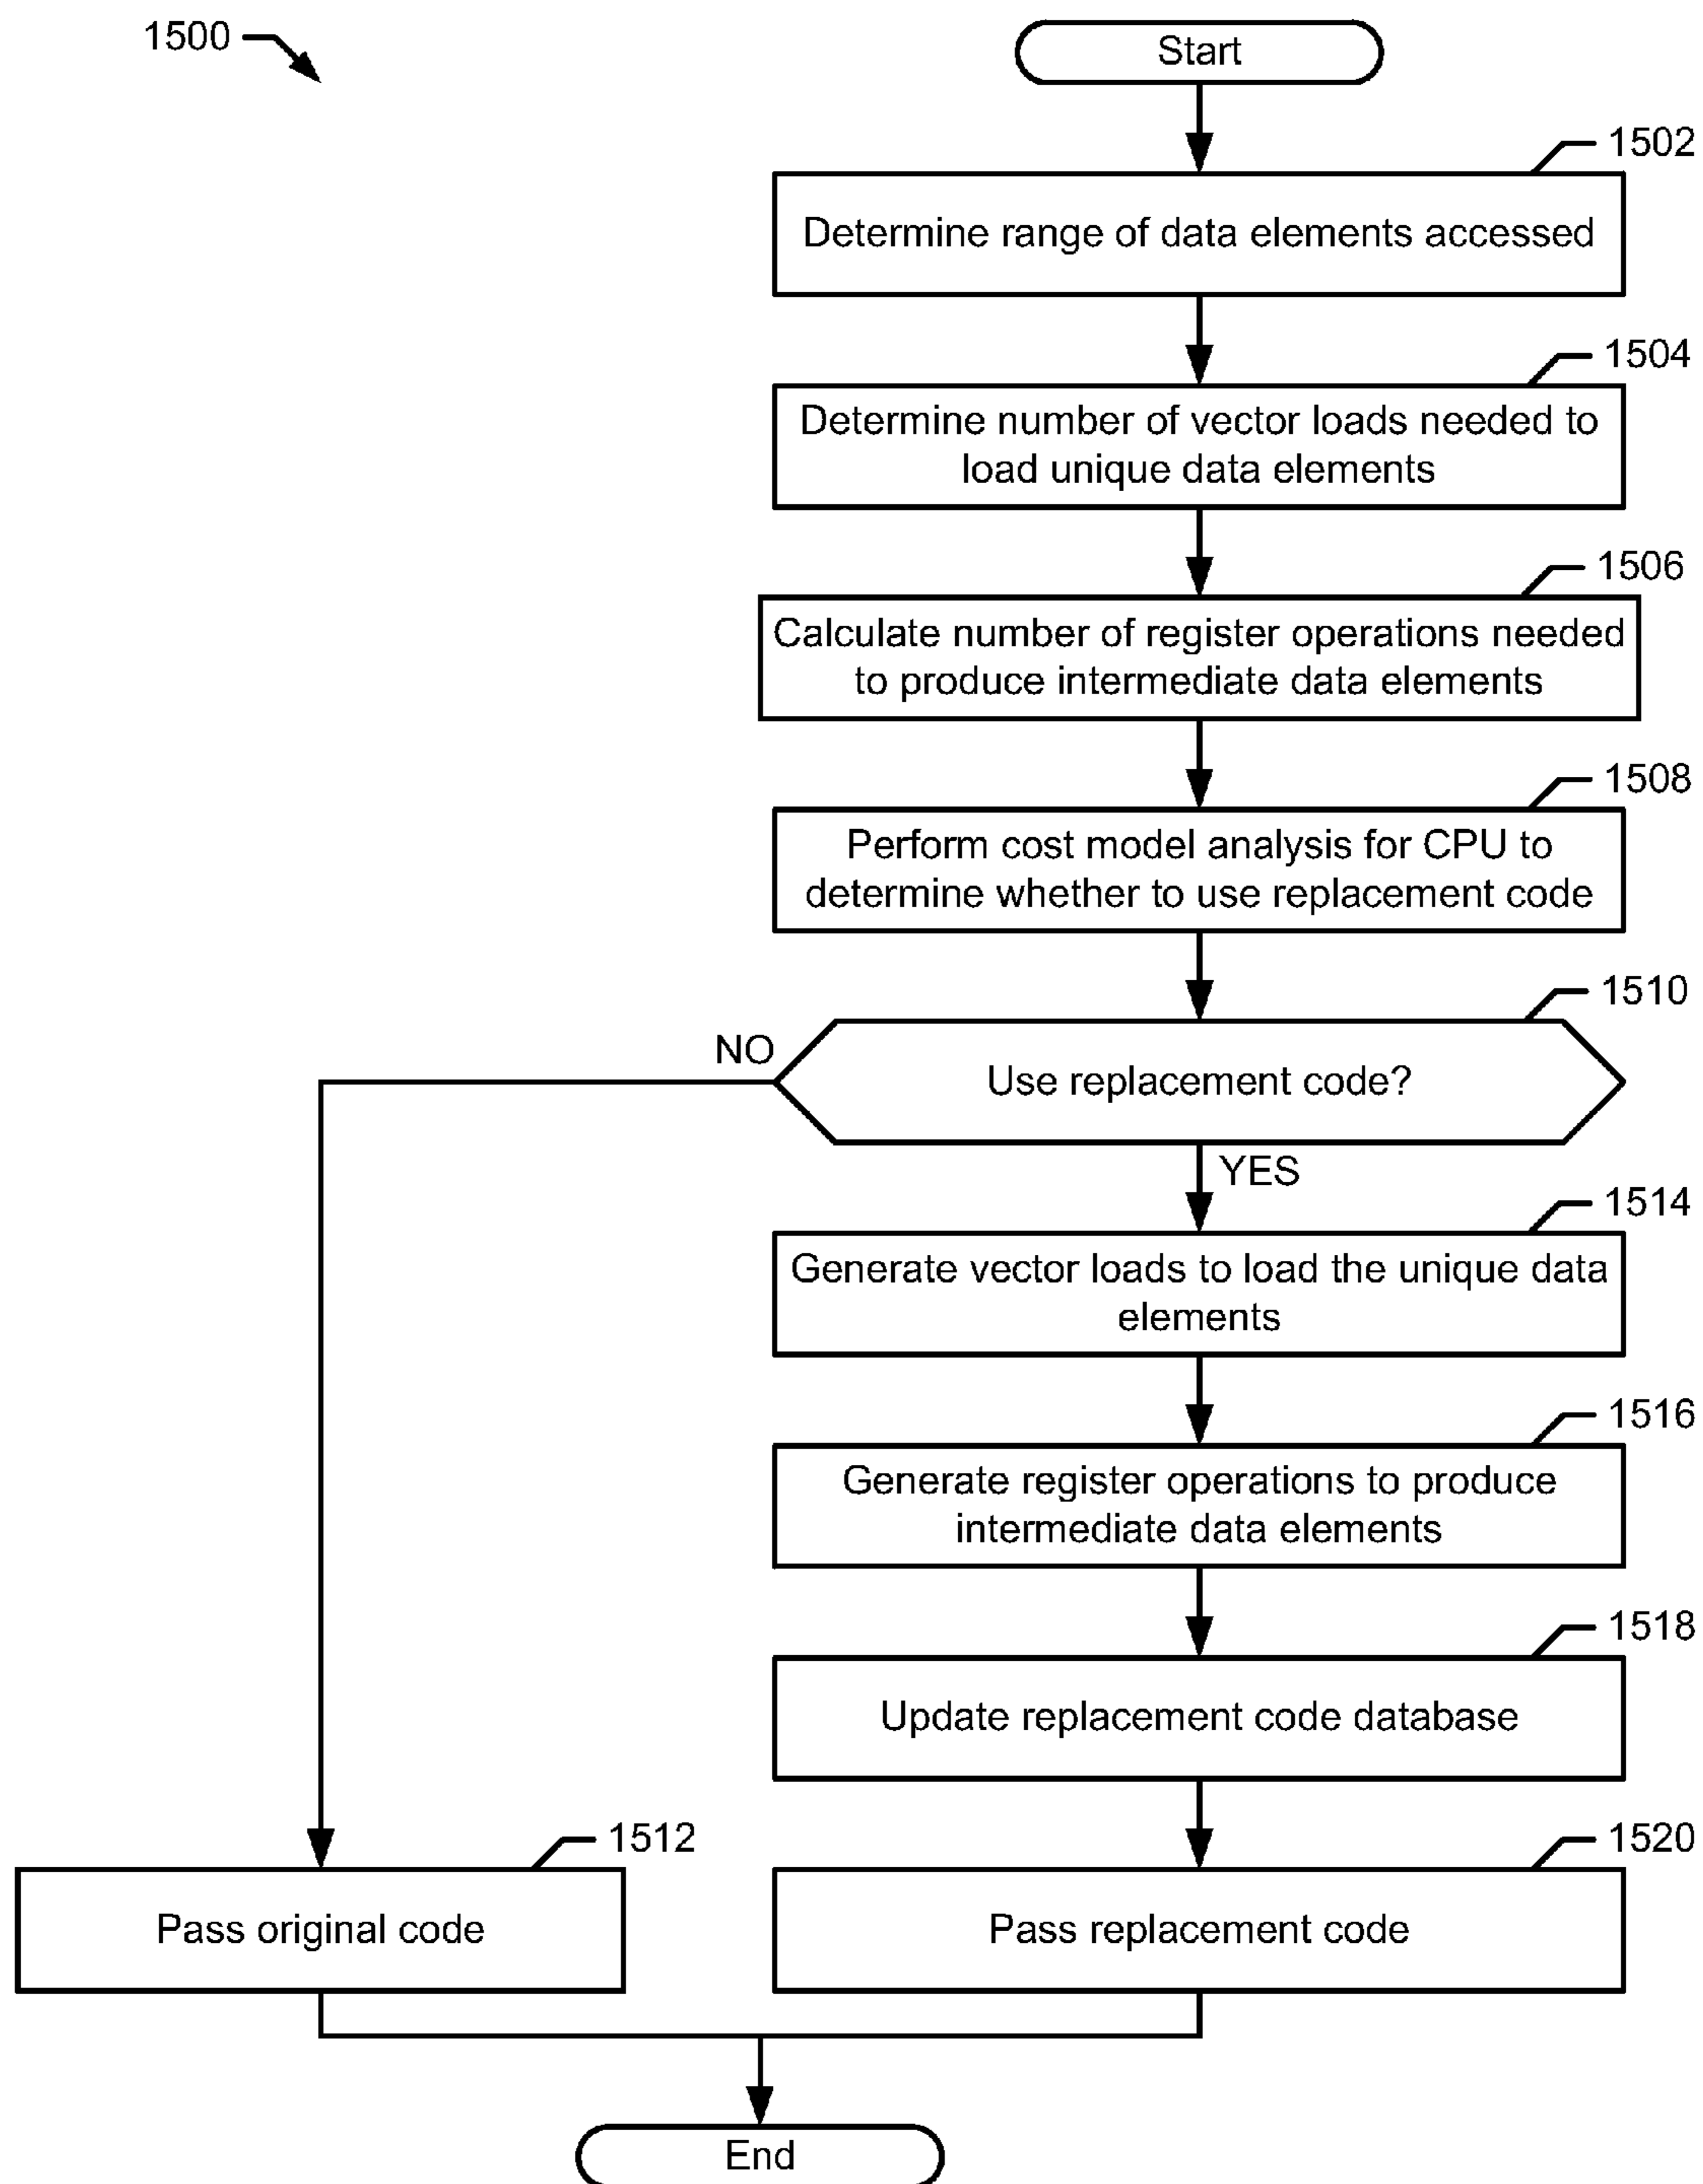 1500
Start
1502
Determine range of data elements accessed
1504
Determine number of vector loads needed to
load unique data elements
1506
Calculate number of register operations needed
to produce intermediate data elements
1508
Perform cost model analysis for CPU to
determine whether to use replacement code
1510
NO
Use replacement code?
YES
1514
Generate vector loads to load the unique data
elements
1516
Generate register operations to produce
intermediate data elements
1518
Update replacement code database
1512
1520
Pass original code
Pass replacement code
End